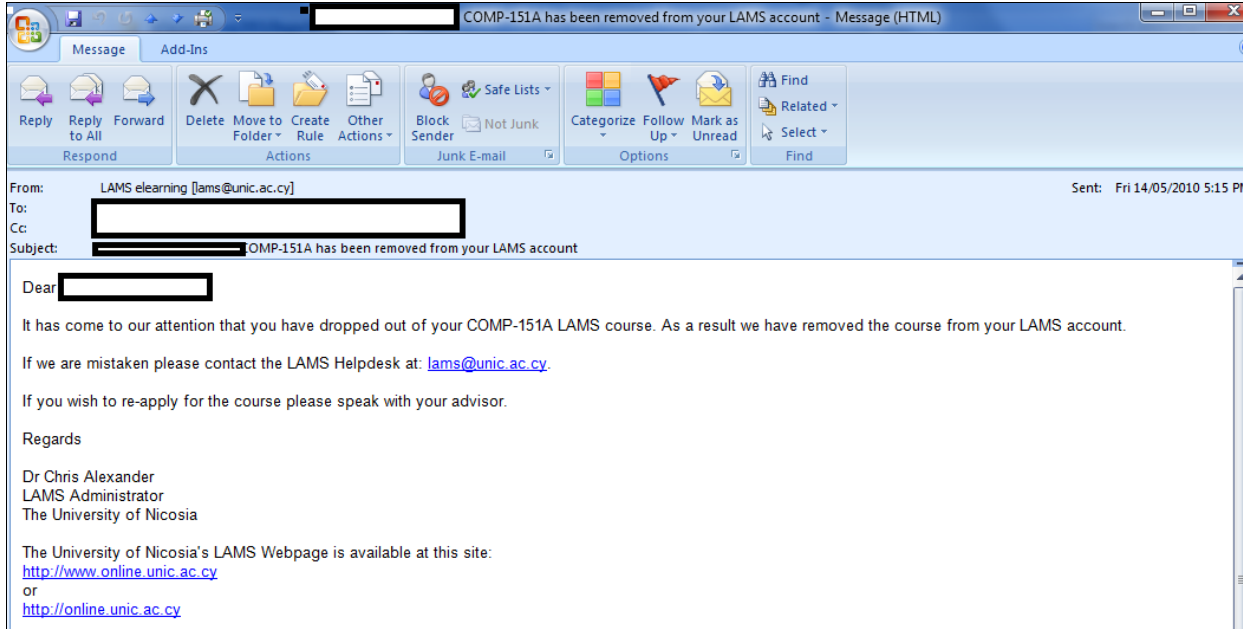 COMP-151A has been removed from your LAMS account - Message (HTML)
Message Add-Ins
Reply Reply to All Forward Delete Move to Folder Create Rule Other Actions Block Sender Safe Lists Not Junk Categorize Follow Up Mark as Unread Find Related Select
Respond Actions Junk E-mail Options Find
From: LAMS elearning [lams@unic.ac.cy] Sent: Fri 14/05/2010 5:15 PM
To:
Cc:
Subject: COMP-151A has been removed from your LAMS account
Dear
It has come to our attention that you have dropped out of your COMP-151A LAMS course. As a result we have removed the course from your LAMS account.
If we are mistaken please contact the LAMS Helpdesk at: lams@unic.ac.cy.
If you wish to re-apply for the course please speak with your advisor.
Regards
Dr Chris Alexander
LAMS Administrator
The University of Nicosia
The University of Nicosia's LAMS Webpage is available at this site:
http://www.online.unic.ac.cy
or
http://online.unic.ac.cy